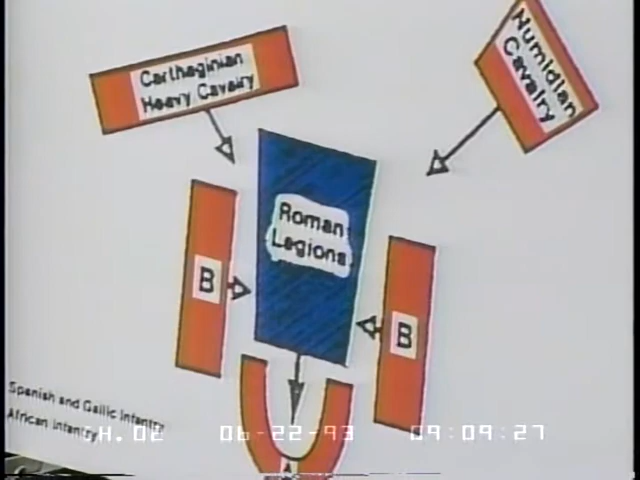 Carthaginian
Heavy Cavalry
Numidian
Cavalry
Roman
Legions
B
B
Spanish and Gallic Infantry
African Infantry
CH.02 06-22-93 09:09:27